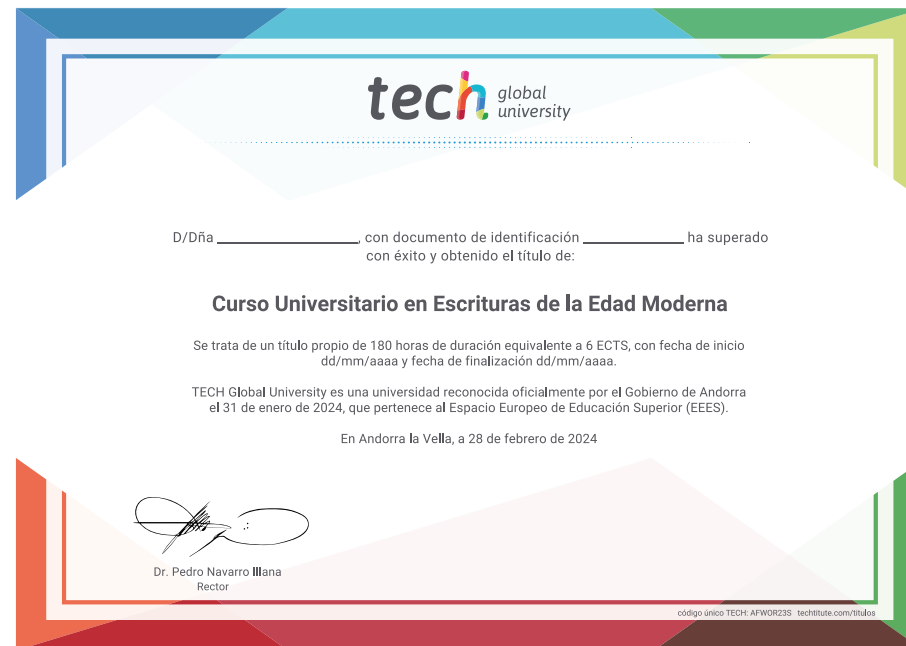 tech global university
D/Dña ____________________, con documento de identificación ______________ ha superado
con éxito y obtenido el título de:
Curso Universitario en Escrituras de la Edad Moderna
Se trata de un título propio de 180 horas de duración equivalente a 6 ECTS, con fecha de inicio
dd/mm/aaaa y fecha de finalización dd/mm/aaaa.
TECH Global University es una universidad reconocida oficialmente por el Gobierno de Andorra
el 31 de enero de 2024, que pertenece al Espacio Europeo de Educación Superior (EEES).
En Andorra la Vella, a 28 de febrero de 2024
Dr. Pedro Navarro Illana
Rector
código único TECH: AFWOR23S techtitute.com/titulos